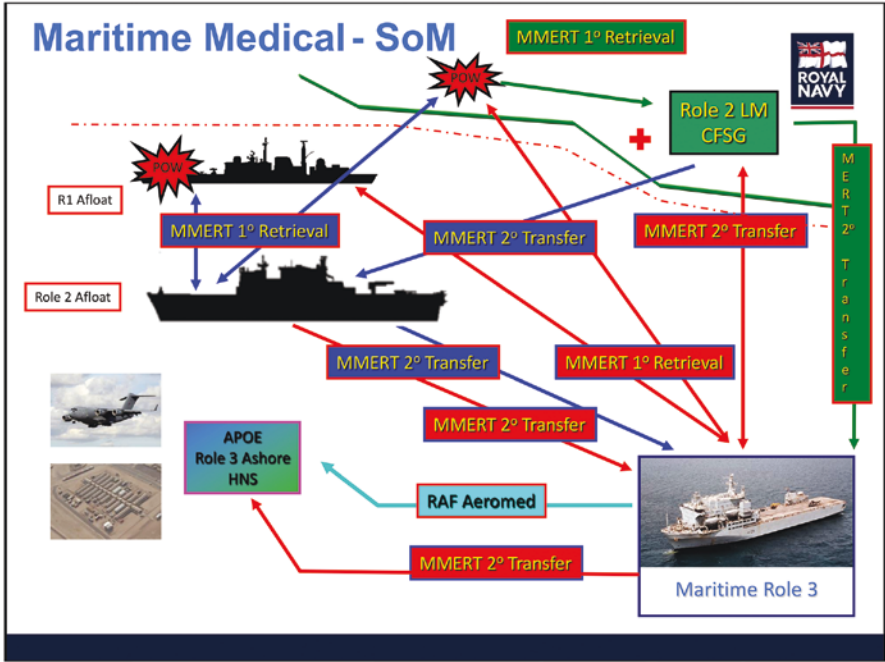 Maritime Medical - SoM
MMERT 1º Retrieval
ROYAL
NAVY
POW
Role 2 LM
CFSG
POW
R1 Afloat
MMERT 1º Retrieval
MMERT 2º Transfer
MMERT 2º Transfer
MERT 2º Transfer
Role 2 Afloat
MMERT 2º Transfer
MMERT 1º Retrieval
MMERT 2º Transfer
APOE
Role 3 Ashore
HNS
RAF Aeromed
MMERT 2º Transfer
Maritime Role 3